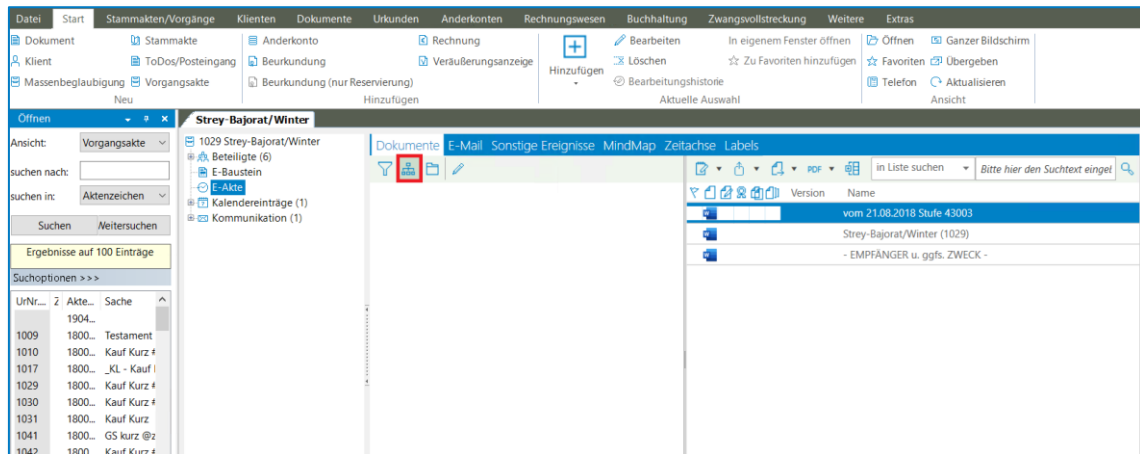 Datei Start Stammakten/Vorgänge Klienten Dokumente Urkunden Anderkonten Rechnungswesen Buchhaltung Zwangsvollstreckung Weitere Extras
Dokument Stammakte Anderkonto Rechnung Bearbeiten In eigenem Fenster öffnen Öffnen Ganzer Bildschirm
Klient ToDos/Posteingang Beurkundung Veräußerungsanzeige Hinzufügen Löschen Zu Favoriten hinzufügen Favoriten Übergeben
Massenbeglaubigung Vorgangsakte Beurkundung (nur Reservierung) Bearbeitungshistorie Telefon Aktualisieren
Neu Hinzufügen Aktuelle Auswahl Ansicht
Öffnen Strey-Bajorat/Winter
Ansicht: Vorgangsakte 1029 Strey-Bajorat/Winter Dokumente E-Mail Sonstige Ereignisse MindMap Zeitachse Labels
Beteiligte (6)
suchen nach: E-Baustein PDF in Liste suchen Bitte hier den Suchtext eingel
suchen in: Aktenzeichen E-Akte Version Name
Kalendereinträge (1)
Suchen Weitersuchen Kommunikation (1) vom 21.08.2018 Stufe 43003
Strey-Bajorat/Winter (1029)
Ergebnisse auf 100 Einträge - EMPFÄNGER u. ggfs. ZWECK -
Suchoptionen >>>
UrNr.... Z Akte... Sache
1904...
1009 1800... Testament
1010 1800... Kauf Kurz #
1017 1800... _KL - Kauf
1029 1800... Kauf Kurz #
1030 1800... Kauf Kurz #
1031 1800... Kauf Kurz
1041 1800... GS kurz @z
1042 1800 Kauf Kurz #